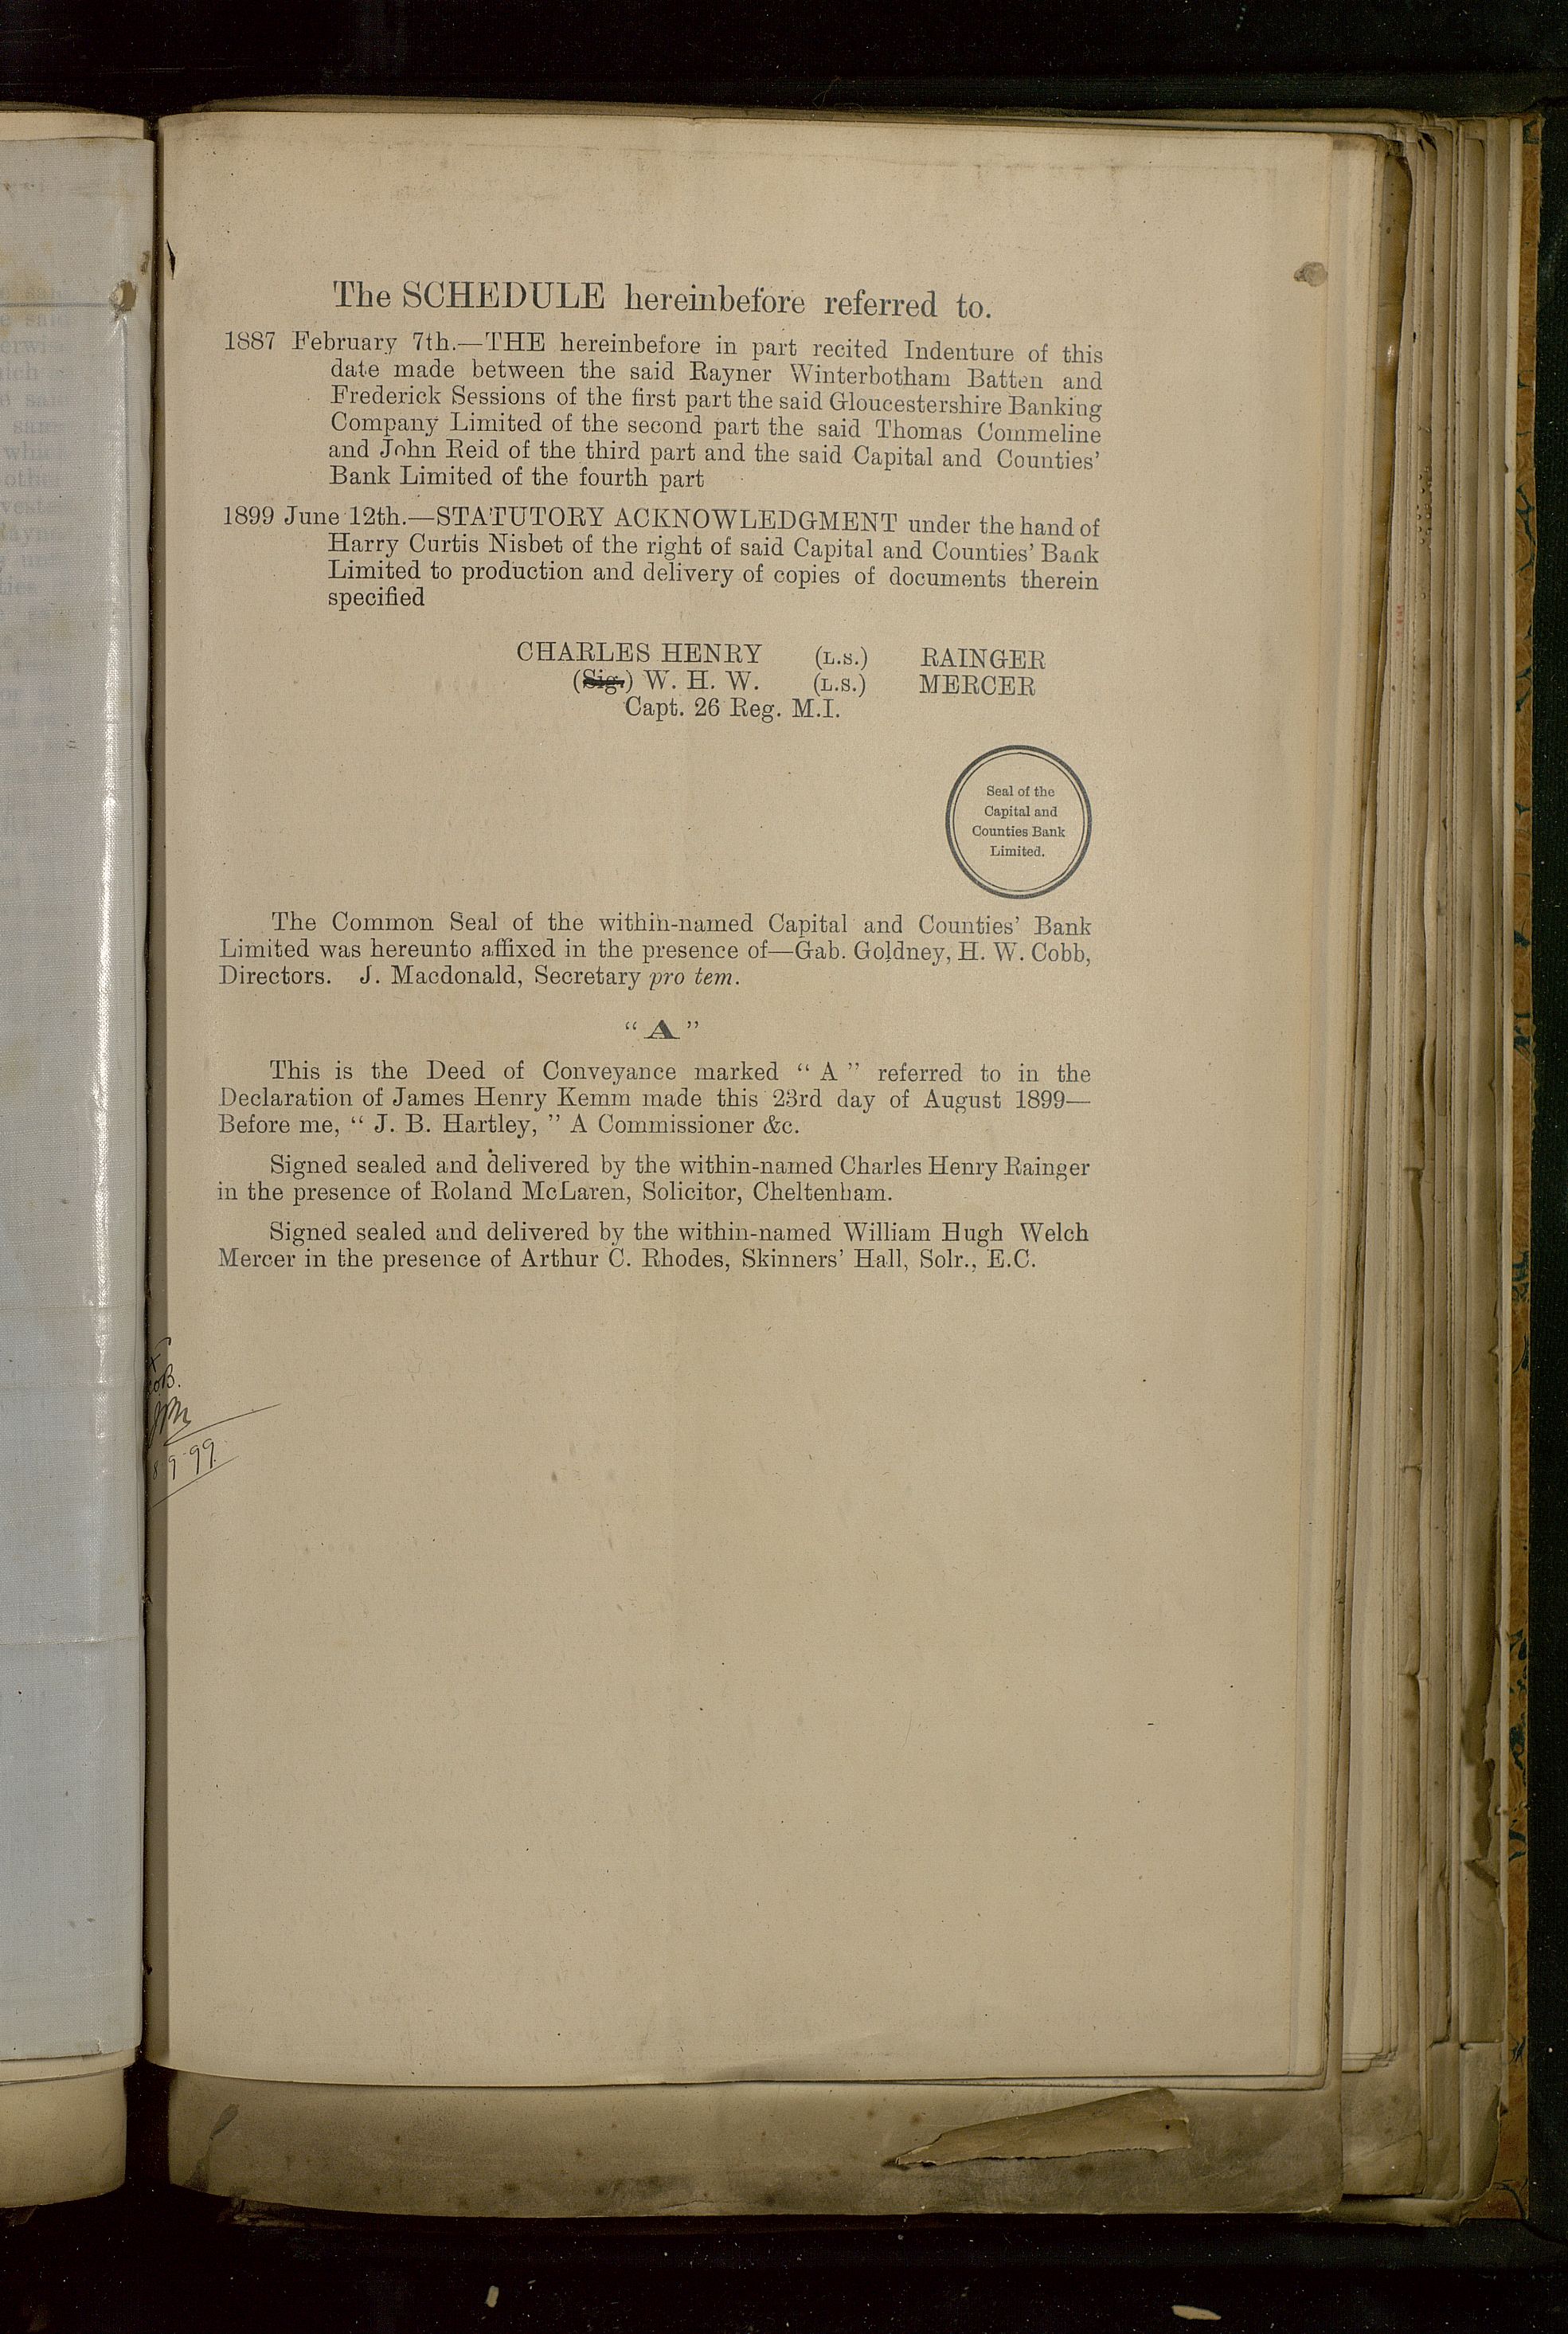 The SCHEDULE hereinbefore referred to.
1887 February 7th.—THE hereinbefore in part recited Indenture of this
date made between the said Rayner Winterbotham Batten and
Frederick Sessions of the first part the said Gloucestershire Banking
Company Limited of the second part the said Thomas Commeline
and John Reid of the third part and the said Capital and Counties'
Bank Limited of the fourth part
1899 June 12th.—STATUTORY ACKNOWLEDGMENT under the hand of
Harry Curtis Nisbet of the right of said Capital and Counties' Bank
Limited to production and delivery of copies of documents therein
specified
CHARLES HENRY (L.S.) RAINGER
(Sig.) W. H. W. (L.S.) MERCER
Capt. 26 Reg. M.I.
Seal of the
Capital and
Counties Bank
Limited.
The Common Seal of the within-named Capital and Counties' Bank
Limited was hereunto affixed in the presence of—Gab. Goldney, H. W. Cobb,
Directors. J. Macdonald, Secretary pro tem.
"A"
This is the Deed of Conveyance marked " A " referred to in the
Declaration of James Henry Kemm made this 23rd day of August 1899—
Before me, " J. B. Hartley, " A Commissioner &c.
Signed sealed and delivered by the within-named Charles Henry Rainger
in the presence of Roland McLaren, Solicitor, Cheltenham.
Signed sealed and delivered by the within-named William Hugh Welch
Mercer in the presence of Arthur C. Rhodes, Skinners' Hall, Solr., E.C.
9 99